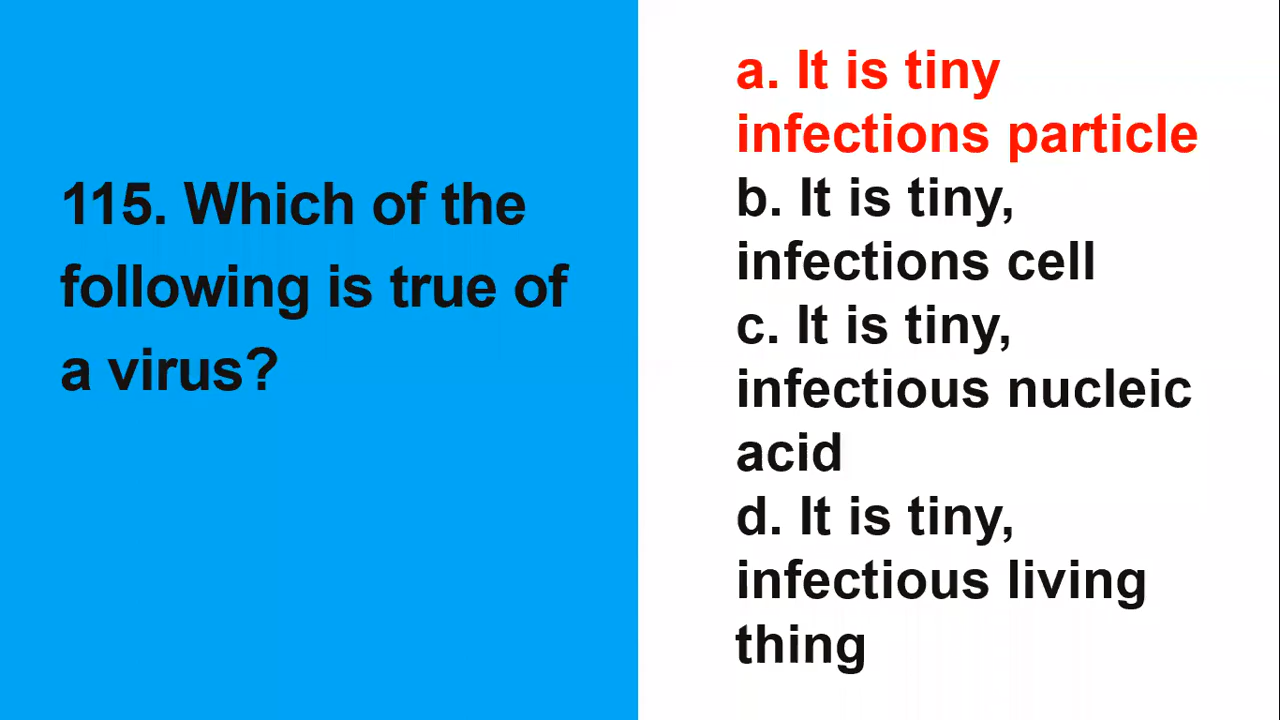 115. Which of the
following is true of
a virus?
a. It is tiny
infections particle
b. It is tiny,
infections cell
c. It is tiny,
infectious nucleic
acid
d. It is tiny,
infectious living
thing